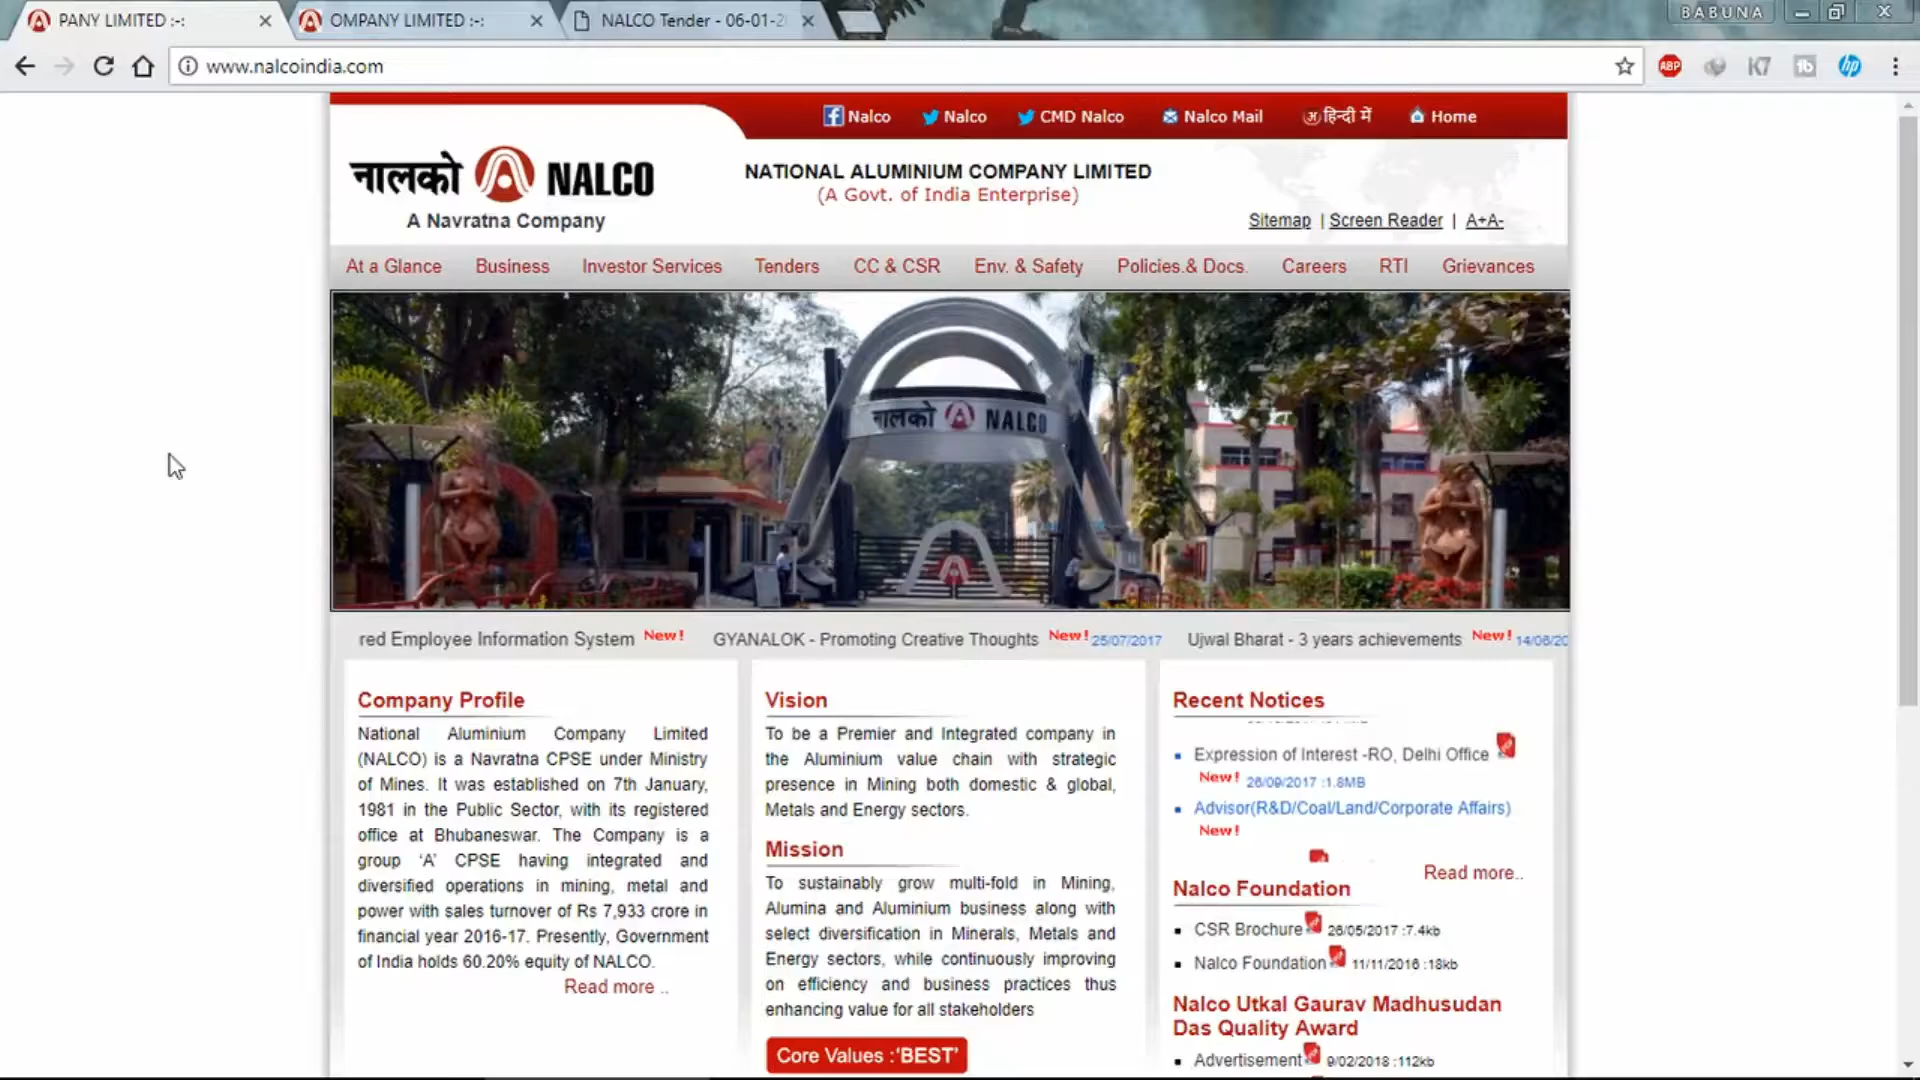 PANY LIMITED :-:
OMPANY LIMITED :-:
NALCO Tender - 06-01-2
BABUNA
www.nalcoindia.com
ABP
K7
hp
Nalco
Nalco
CMD Nalco
Nalco Mail
हिन्दी में
Home
नालको NALCO
A Navratna Company
NATIONAL ALUMINIUM COMPANY LIMITED
(A Govt. of India Enterprise)
Sitemap | Screen Reader | A+A-
At a Glance
Business
Investor Services
Tenders
CC & CSR
Env. & Safety
Policies.& Docs.
Careers
RTI
Grievances
नालको NALCO
red Employee Information System New!
GYANALOK - Promoting Creative Thoughts New! 25/07/2017
Ujwal Bharat - 3 years achievements New! 14/06/20
Company Profile
National Aluminium Company Limited
(NALCO) is a Navratna CPSE under Ministry
of Mines. It was established on 7th January,
1981 in the Public Sector, with its registered
office at Bhubaneswar. The Company is a
group ‘A’ CPSE having integrated and
diversified operations in mining, metal and
power with sales turnover of Rs 7,933 crore in
financial year 2016-17. Presently, Government
of India holds 60.20% equity of NALCO.
Read more ..
Vision
To be a Premier and Integrated company in
the Aluminium value chain with strategic
presence in Mining both domestic & global,
Metals and Energy sectors.
Mission
To sustainably grow multi-fold in Mining,
Alumina and Aluminium business along with
select diversification in Minerals, Metals and
Energy sectors, while continuously improving
on efficiency and business practices thus
enhancing value for all stakeholders
Core Values :‘BEST’
Recent Notices
Expression of Interest -RO, Delhi Office
New! 26/09/2017 :1.8MB
Advisor(R&D/Coal/Land/Corporate Affairs)
New!
Read more..
Nalco Foundation
CSR Brochure 26/05/2017 :7.4kb
Nalco Foundation 11/11/2016 :18kb
Nalco Utkal Gaurav Madhusudan
Das Quality Award
Advertisement 9/02/2018 :112kb